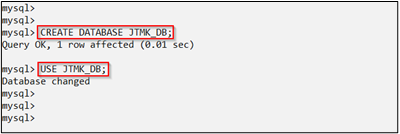 mysql>
mysql>
mysql> CREATE DATABASE JTMK_DB;
Query OK, 1 row affected (0.01 sec)
mysql> USE JTMK_DB;
Database changed
mysql>
mysql>
mysql>